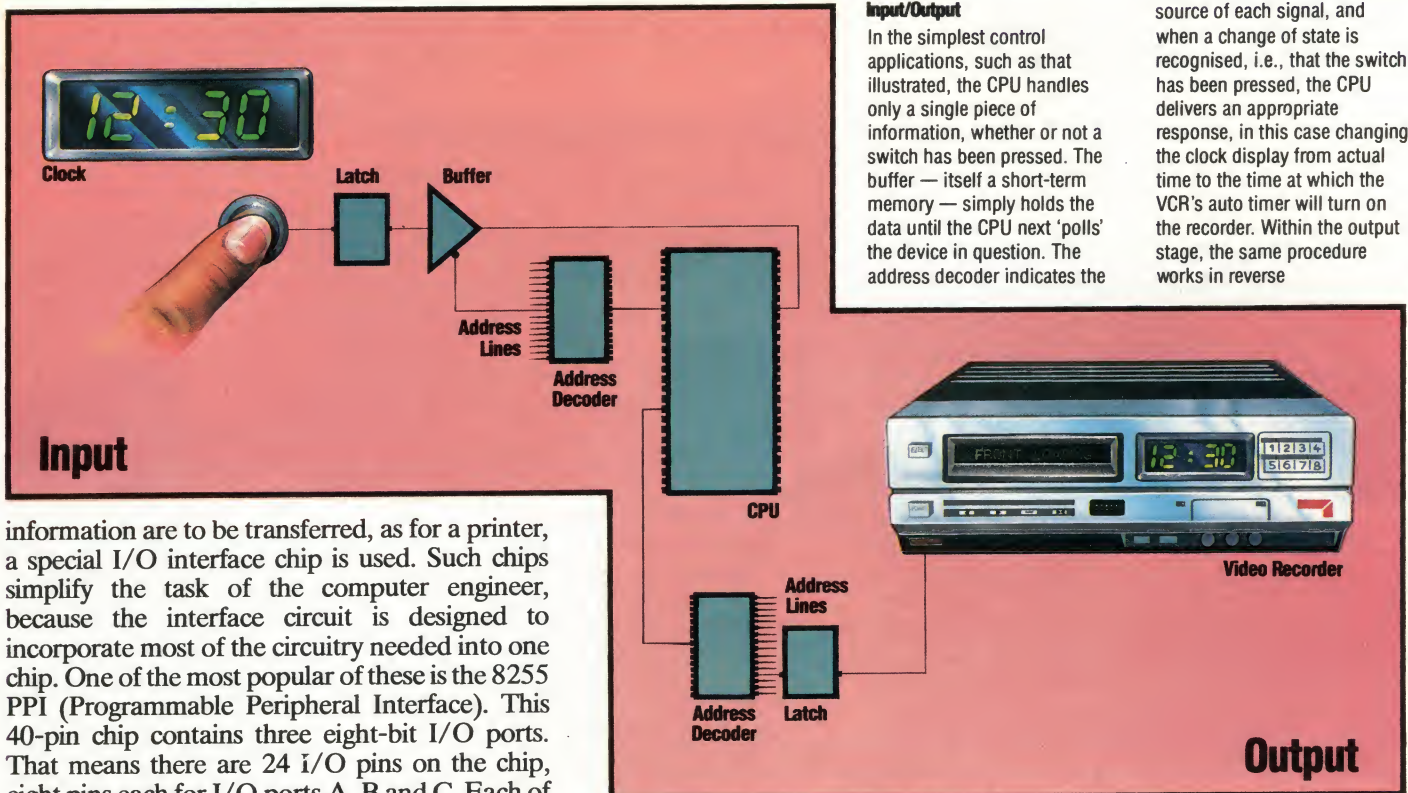 Input/Output
In the simplest control
applications, such as that
illustrated, the CPU handles
only a single piece of
information, whether or not a
switch has been pressed. The
buffer — itself a short-term
memory — simply holds the
data until the CPU next 'polls'
the device in question. The
address decoder indicates the
source of each signal, and
when a change of state is
recognised, i.e., that the switch
has been pressed, the CPU
delivers an appropriate
response, in this case changing
the clock display from actual
time to the time at which the
VCR's auto timer will turn on
the recorder. Within the output
stage, the same procedure
works in reverse
12:30
Clock
Latch
Buffer
Address
Lines
Address
Decoder
Input
CPU
FRONT
12:30
1 2 3 4
5 6 7 8
Video Recorder
Address
Lines
Address
Decoder
Latch
Output
information are to be transferred, as for a printer,
a special I/O interface chip is used. Such chips
simplify the task of the computer engineer,
because the interface circuit is designed to
incorporate most of the circuitry needed into one
chip. One of the most popular of these is the 8255
PPI (Programmable Peripheral Interface). This
40-pin chip contains three eight-bit I/O ports.
That means there are 24 I/O pins on the chip,
eight pins each for I/O ports A, B and C. Each of